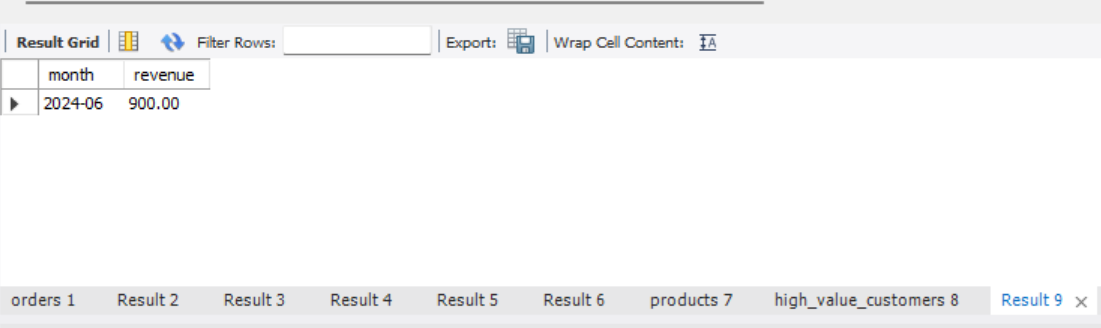 Result Grid Filter Rows: Export: Wrap Cell Content:
month revenue
2024-06 900.00
orders 1 Result 2 Result 3 Result 4 Result 5 Result 6 products 7 high_value_customers 8 Result 9 ×